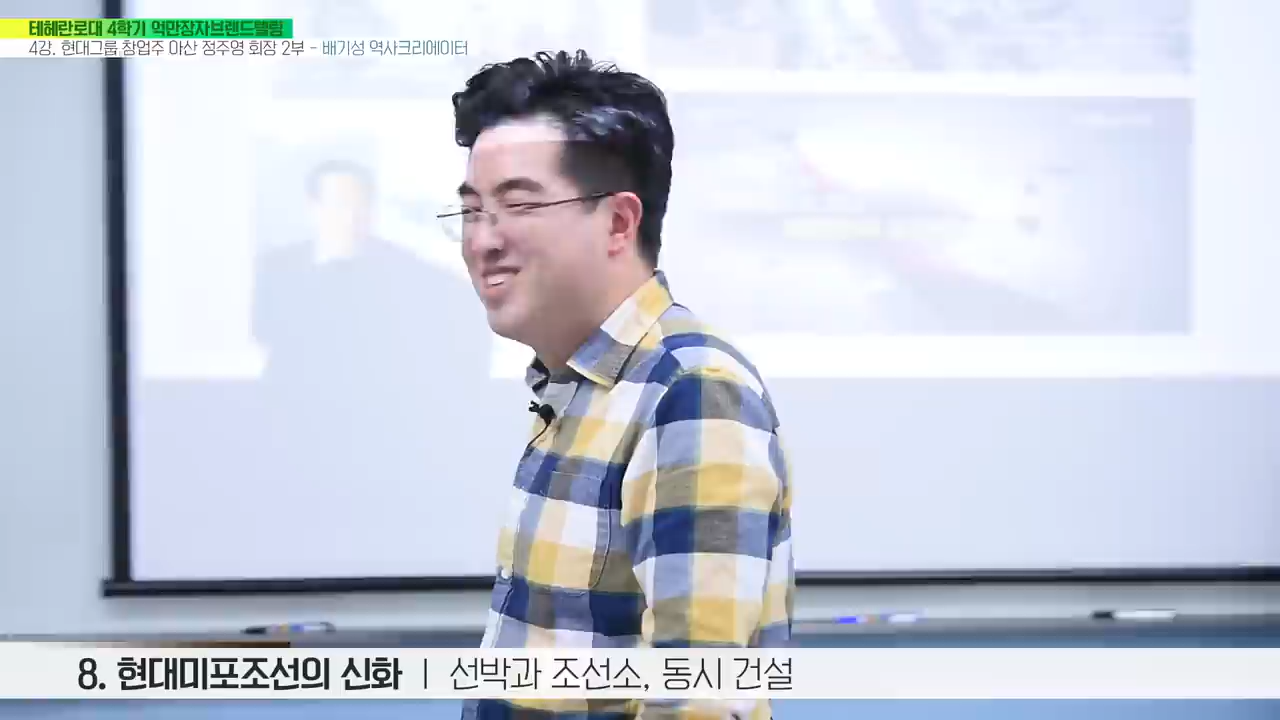 테헤란로대 4학기 억만장자브랜드텔링
4강. 현대그룹 창업주 아산 정주영 회장 2부 - 배기성 역사크리에이터
8. 현대미포조선의 신화 | 선박과 조선소, 동시 건설